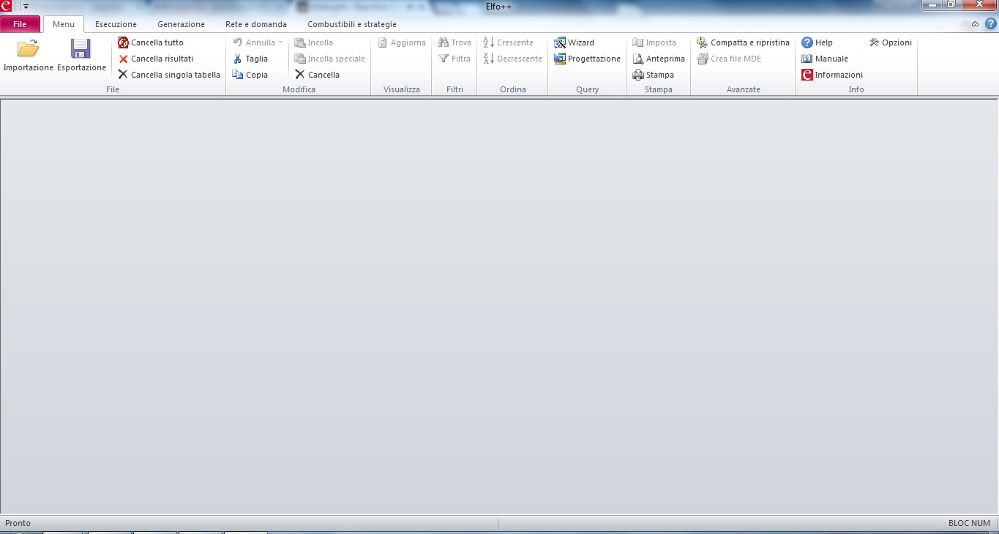 Elfo++
File Menu Esecuzione Generazione Rete e domanda Combustibili e strategie
Importazione
Esportazione
Cancella tutto
Cancella risultati
Cancella singola tabella
File
Annulla
Taglia
Copia
Incolla
Incolla speciale
Cancella
Modifica
Aggiorna
Visualizza
Trova
Filtra
Filtri
Crescente
Decrescente
Ordina
Wizard
Progettazione
Query
Imposta
Anteprima
Stampa
Stampa
Compatta e ripristina
Crea file MDE
Avanzate
Help
Manuale
Informazioni
Opzioni
Info
Pronto
BLOC NUM